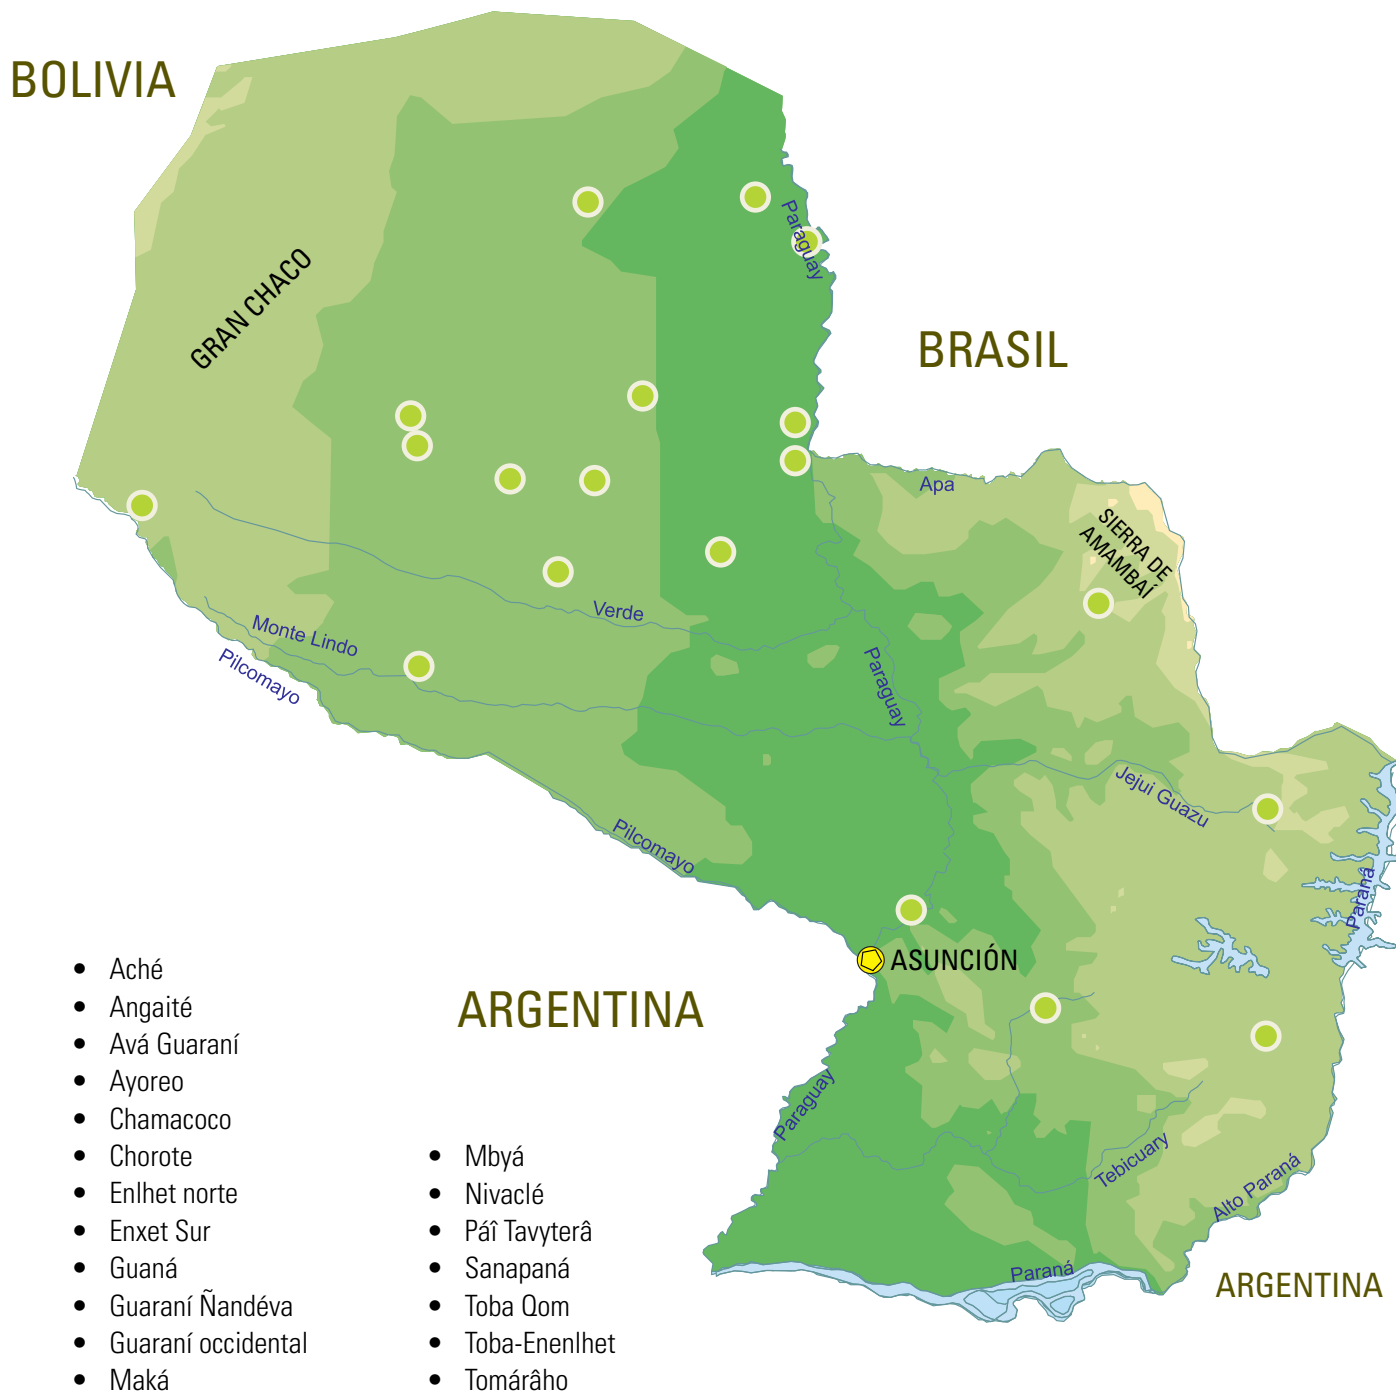 BOLIVIA
Paraguay
GRAN CHACO
BRASIL
Apa
SIERRA DE
AMAMBAÍ
Verde
Monte Lindo
Pilcomayo
Paraguay
Jejui Guazu
Pilcomayo
Paraná
ASUNCIÓN
ARGENTINA
Paraguay
Tebicuary
Alto Paraná
Paraná
ARGENTINA
• Aché
• Angaité
• Avá Guaraní
• Ayoreo
• Chamacoco
• Chorote
• Enlhet norte
• Enxet Sur
• Guaná
• Guaraní Ñandéva
• Guaraní occidental
• Maká
• Mbyá
• Nivaclé
• Páî Tavyterâ
• Sanapaná
• Toba Qom
• Toba-Enenlhet
• Tomárâho